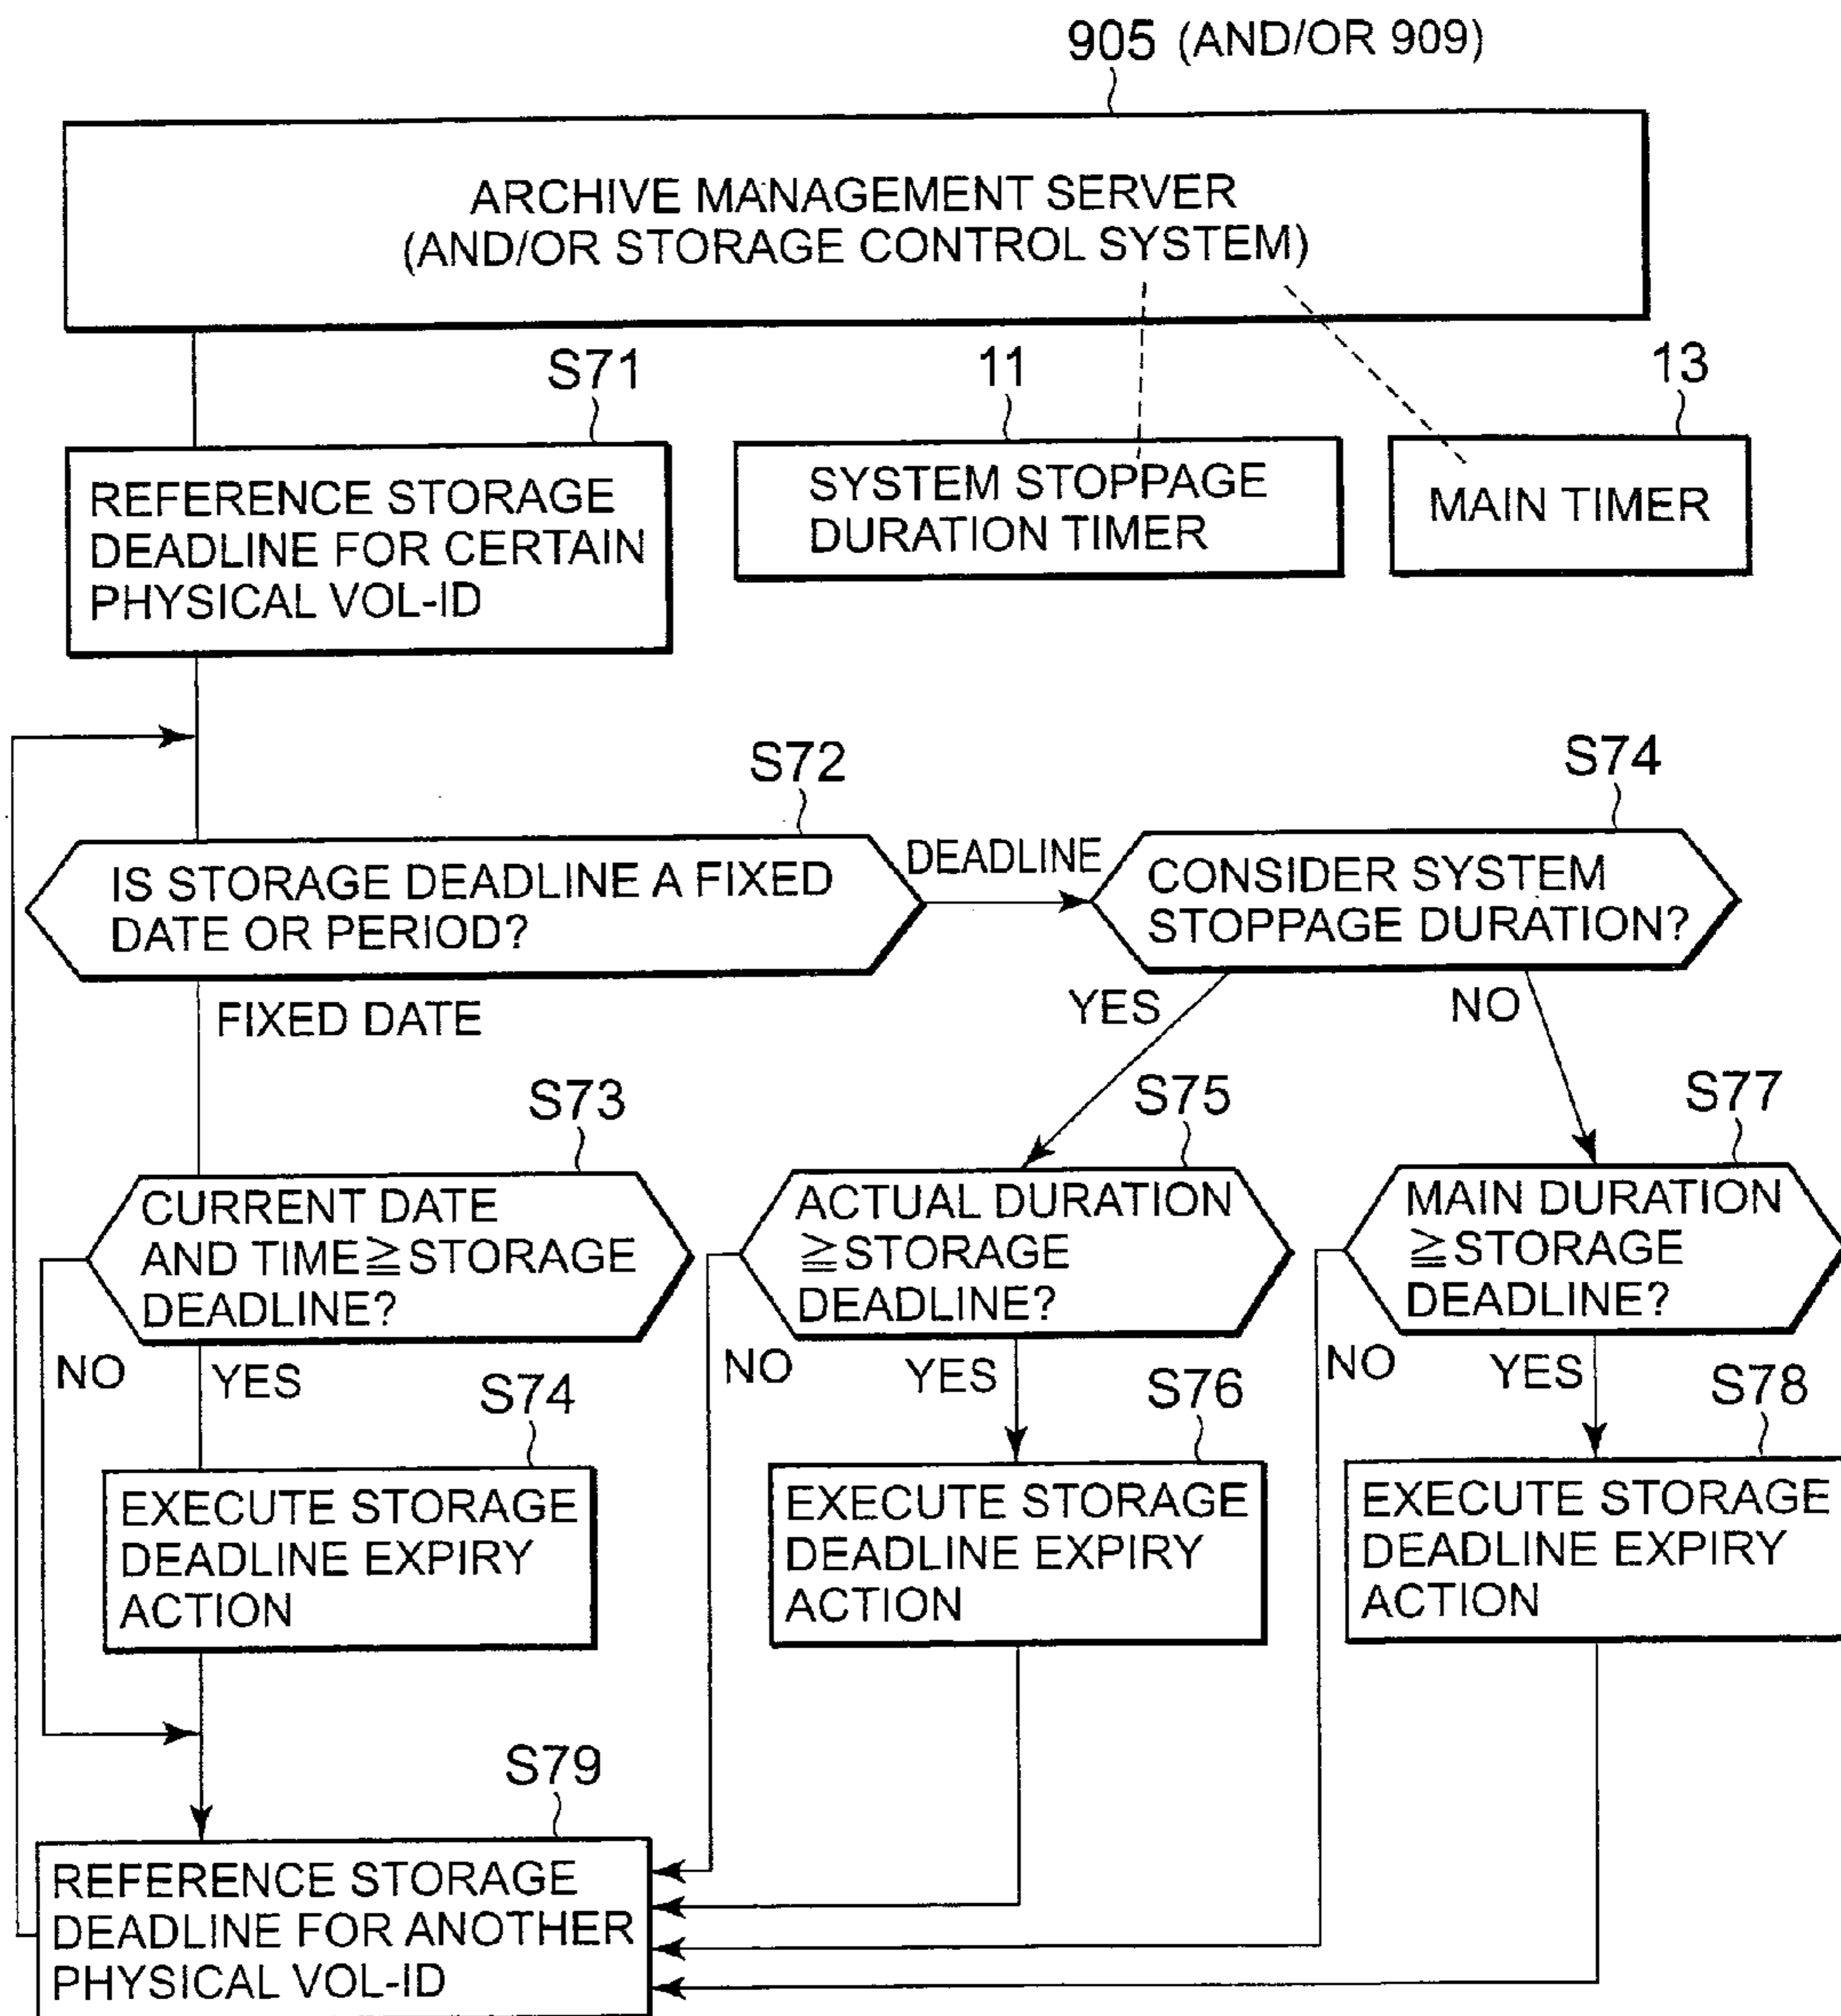 905 (AND/OR 909)
ARCHIVE MANAGEMENT SERVER
(AND/OR STORAGE CONTROL SYSTEM)
S71
11
13
REFERENCE STORAGE
DEADLINE FOR CERTAIN
PHYSICAL VOL-ID
SYSTEM STOPPAGE
DURATION TIMER
MAIN TIMER
S72
S74
IS STORAGE DEADLINE A FIXED
DATE OR PERIOD?
DEADLINE
CONSIDER SYSTEM
STOPPAGE DURATION?
FIXED DATE
YES
NO
S73
S75
S77
CURRENT DATE
AND TIME≧STORAGE
DEADLINE?
ACTUAL DURATION
≧STORAGE
DEADLINE?
MAIN DURATION
≧STORAGE
DEADLINE?
NO
YES
NO
YES
NO
YES
S74
S76
S78
EXECUTE STORAGE
DEADLINE EXPIRY
ACTION
EXECUTE STORAGE
DEADLINE EXPIRY
ACTION
EXECUTE STORAGE
DEADLINE EXPIRY
ACTION
S79
REFERENCE STORAGE
DEADLINE FOR ANOTHER
PHYSICAL VOL-ID